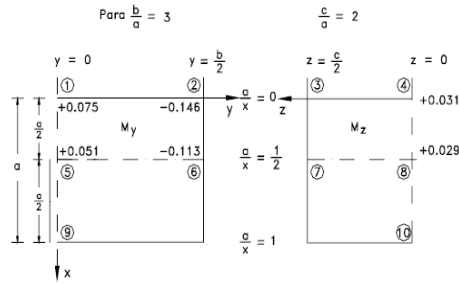 Para b/a = 3
c/a = 2
y = 0
y = b/2
z = c/2
z = 0
① ② ③ ④
y a/x = 0 z
+0.075 -0.146 +0.031
My Mz
a/2
a
+0.051 -0.113 a/x = 1/2 +0.029
⑤ ⑥ ⑦ ⑧
a/2
⑨ a/x = 1 ⑩
x